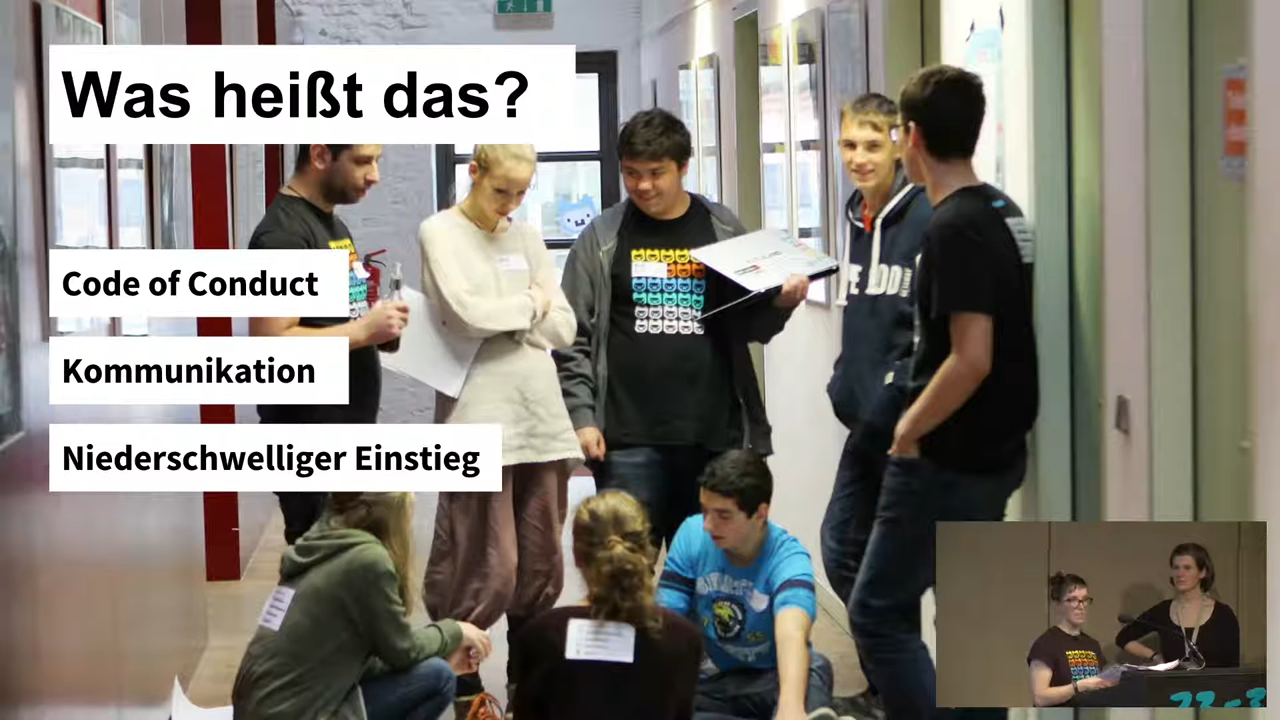 Was heißt das?
Code of Conduct
Kommunikation
Niederschwelliger Einstieg